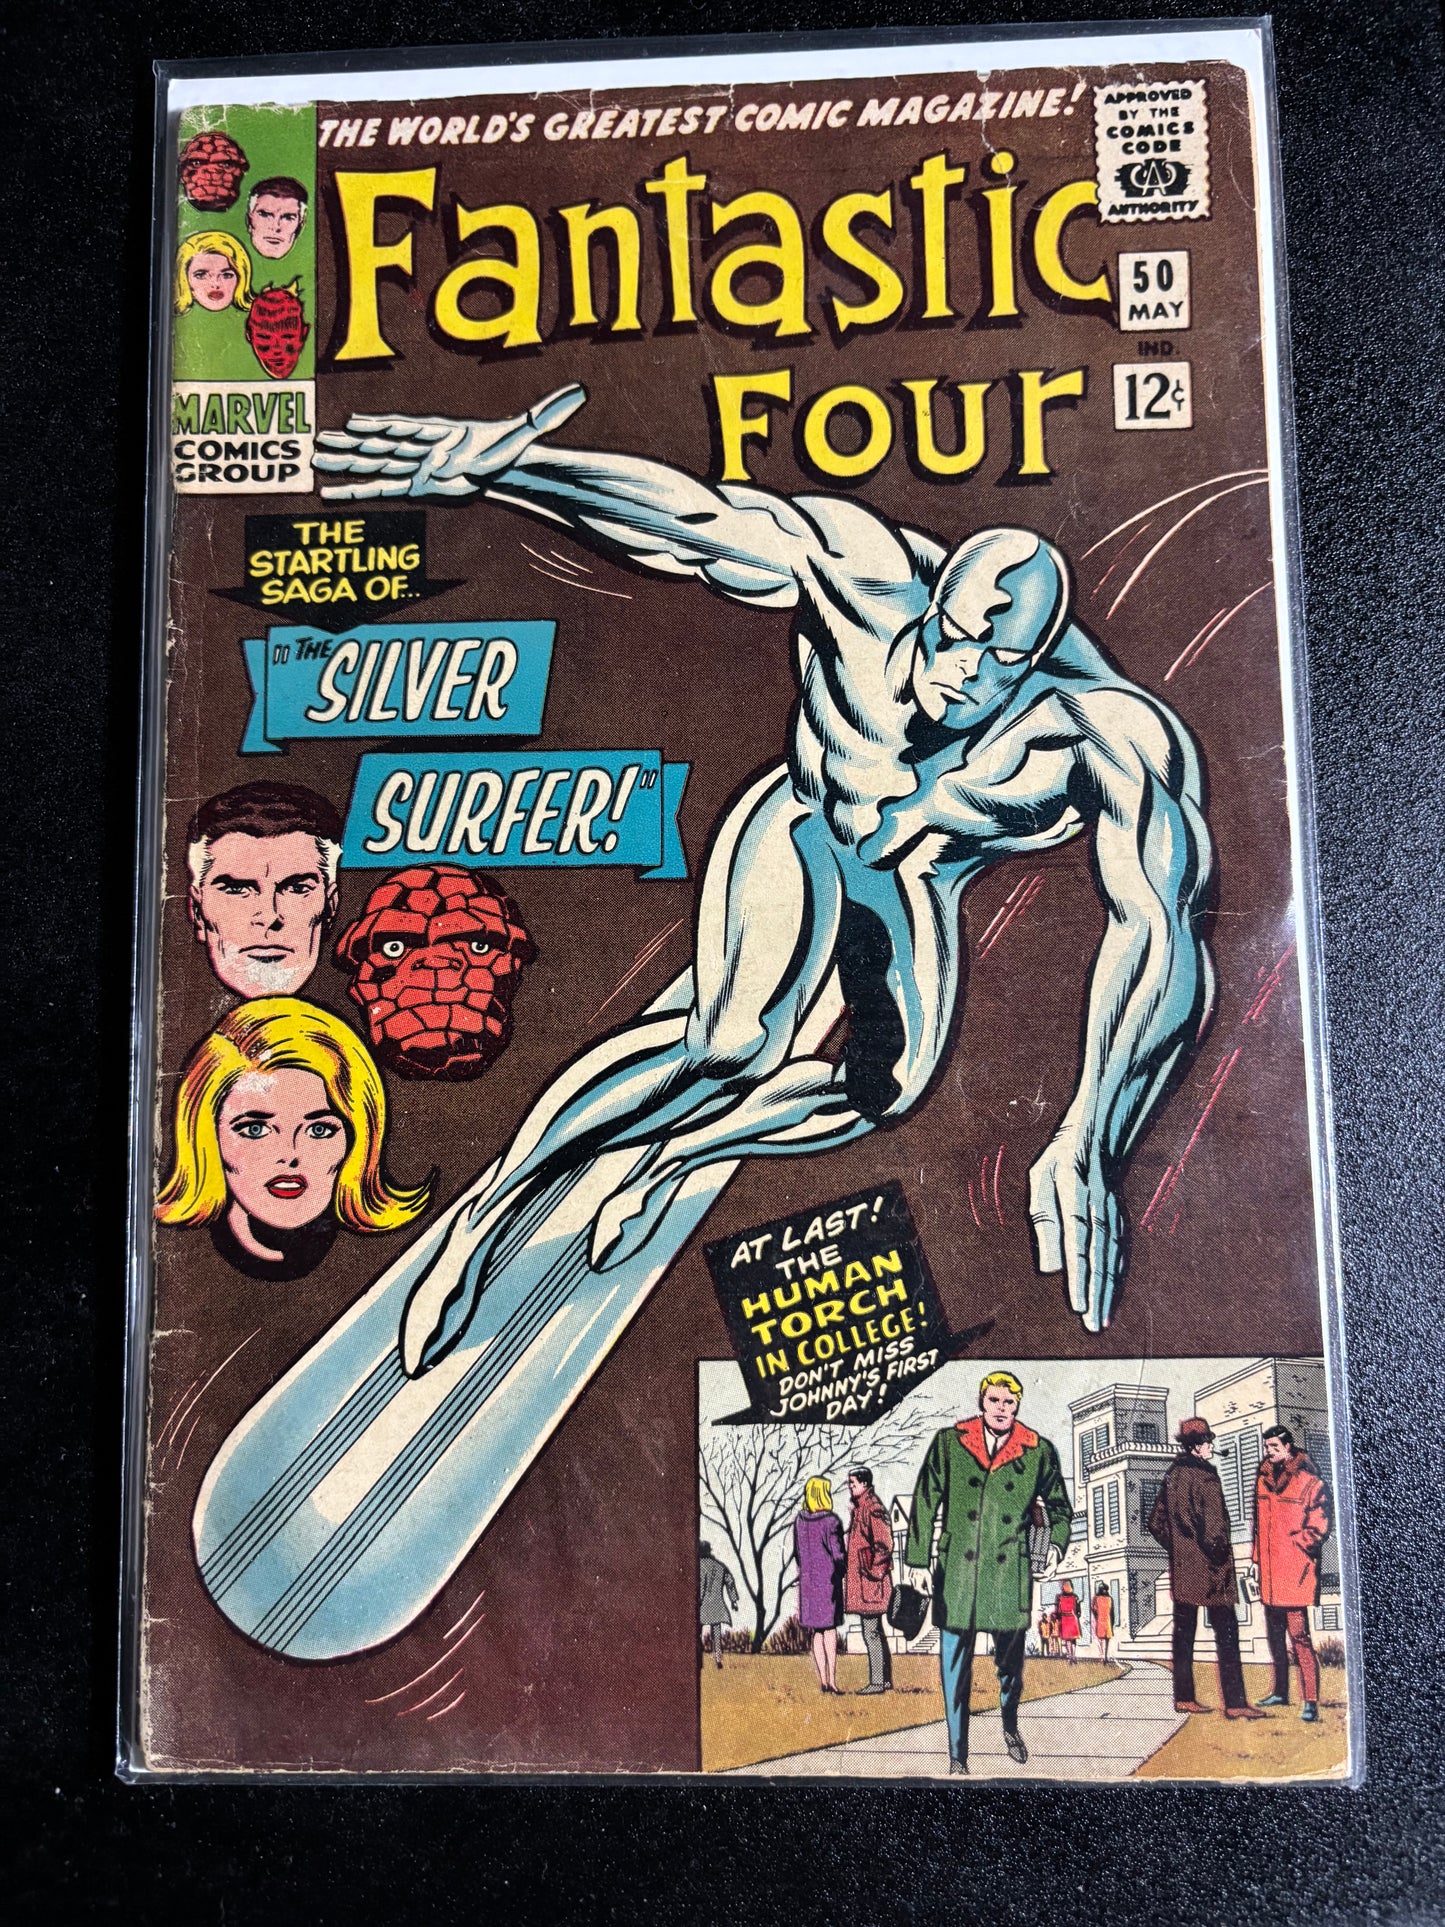 THE WORLD'S GREATEST COMIC MAGAZINE!
APPROVED
BY THE
COMICS
CODE
CA
AUTHORITY
Fantastic
Four
50
MAY
IND.
12¢
MARVEL
COMICS
GROUP
THE
STARTLING
SAGA OF...
"THE SILVER
SURFER!"
AT LAST!
THE
HUMAN
TORCH
IN COLLEGE!
DON'T MISS
JOHNNY'S FIRST
DAY!